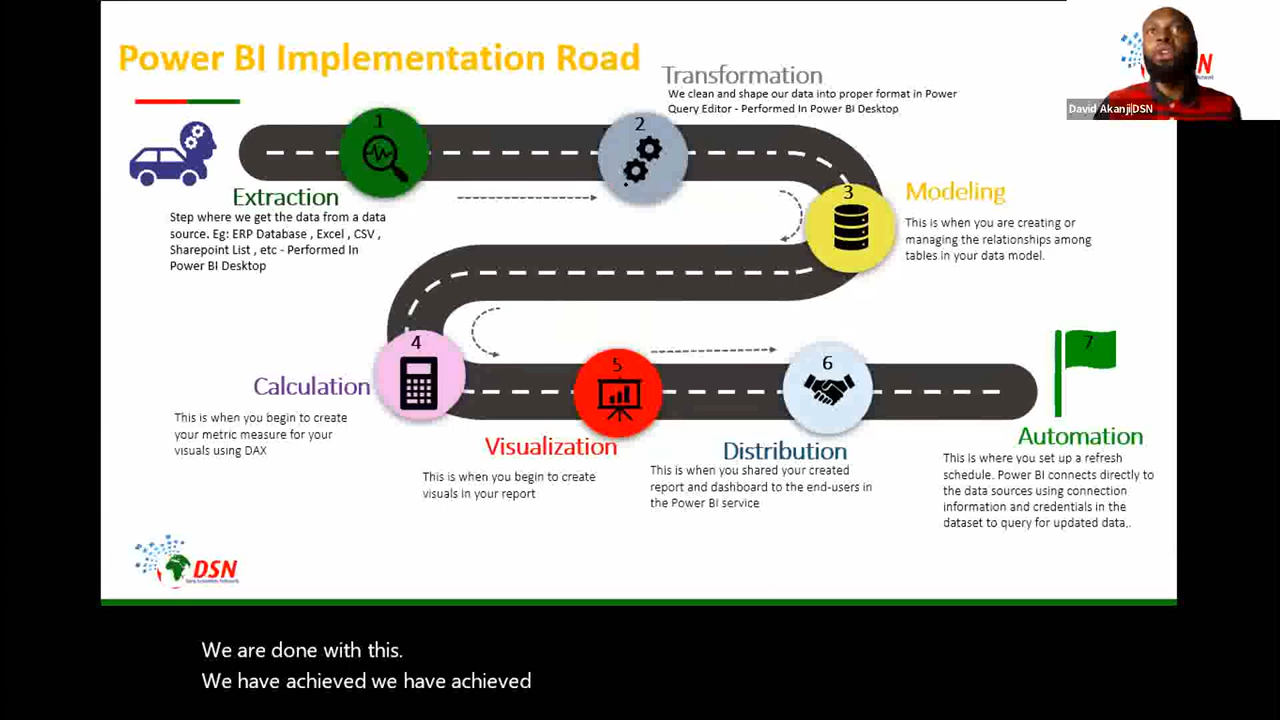 Power BI Implementation Road
Transformation
We clean and shape our data into proper format in Power
Query Editor - Performed In Power BI Desktop
N
David Akanji|DSN
1
2
3
Extraction
Step where we get the data from a data
source. Eg: ERP Database , Excel , CSV ,
Sharepoint List , etc - Performed In
Power BI Desktop
Modeling
This is when you are creating or
managing the relationships among
tables in your data model.
4
Calculation
This is when you begin to create
your metric measure for your
visuals using DAX
5
Visualization
This is when you begin to create
visuals in your report
6
Distribution
This is when you shared your created
report and dashboard to the end-users in
the Power BI service
7
Automation
This is where you set up a refresh
schedule. Power BI connects directly to
the data sources using connection
information and credentials in the
dataset to query for updated data,.
DSN
We are done with this.
We have achieved we have achieved